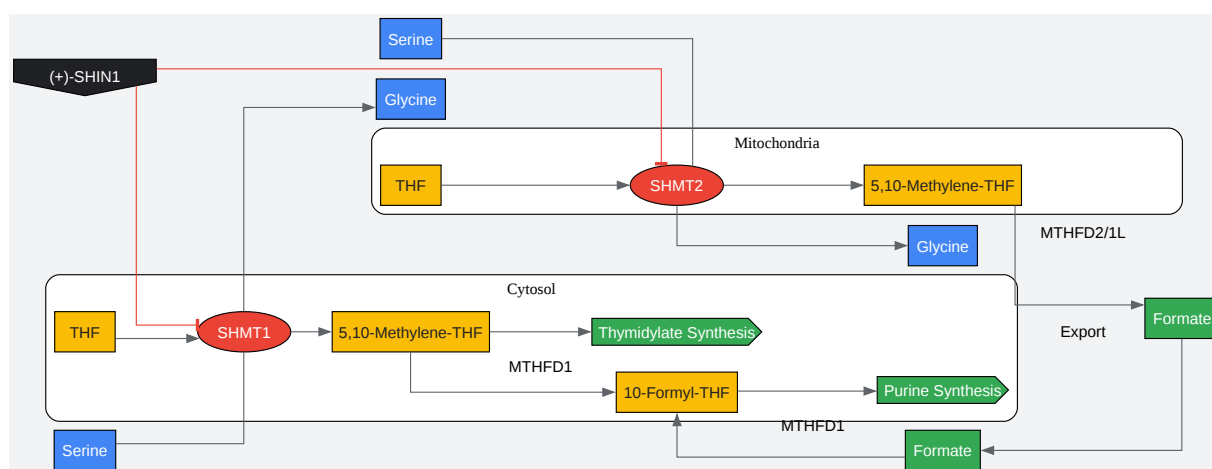 Serine
(+)-SHIN1
Glycine
Mitochondria
THF
SHMT2
5,10-Methylene-THF
MTHFD2/1L
Glycine
Cytosol
Formate
THF
SHMT1
5,10-Methylene-THF
Thymidylate Synthesis
Export
MTHFD1
10-Formyl-THF
Purine Synthesis
MTHFD1
Serine
Formate